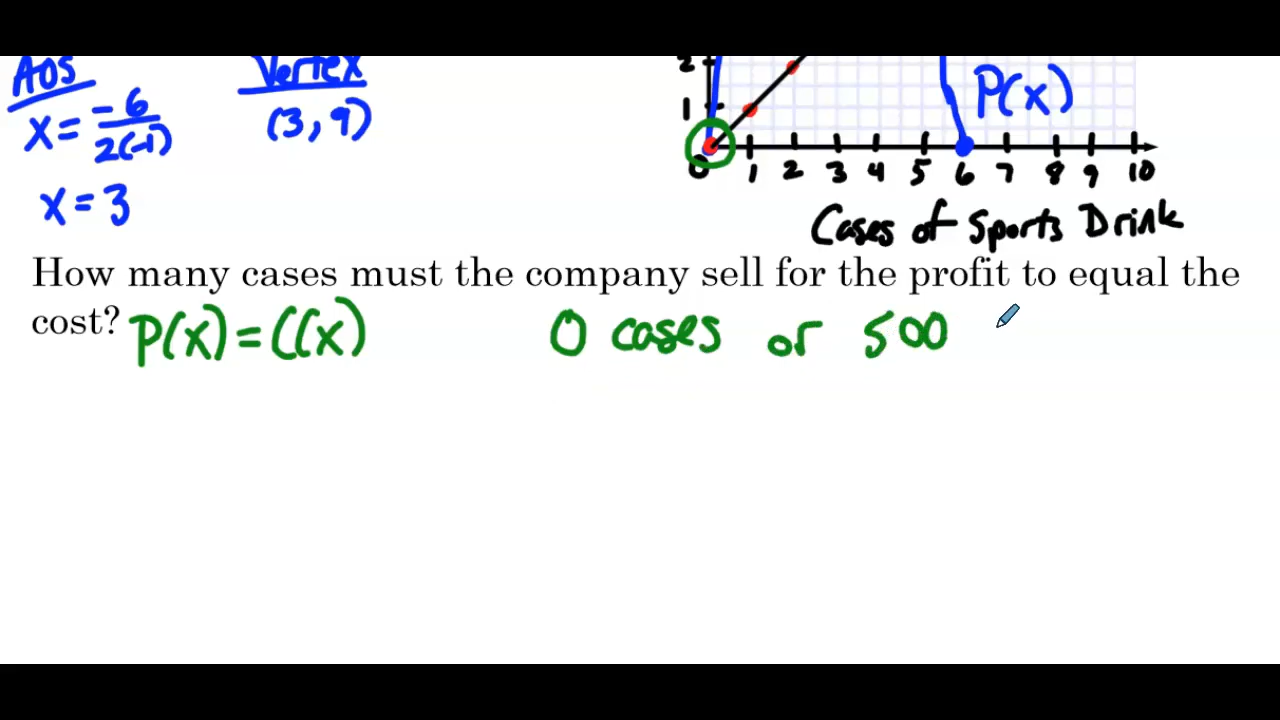 AOS
x = -6 / 2(-1)
x = 3
Vertex
(3, 9)
2
1
0 1 2 3 4 5 6 7 8 9 10
P(x)
Cases of Sports Drink
How many cases must the company sell for the profit to equal the
cost? P(x) = C(x) 0 cases or 500